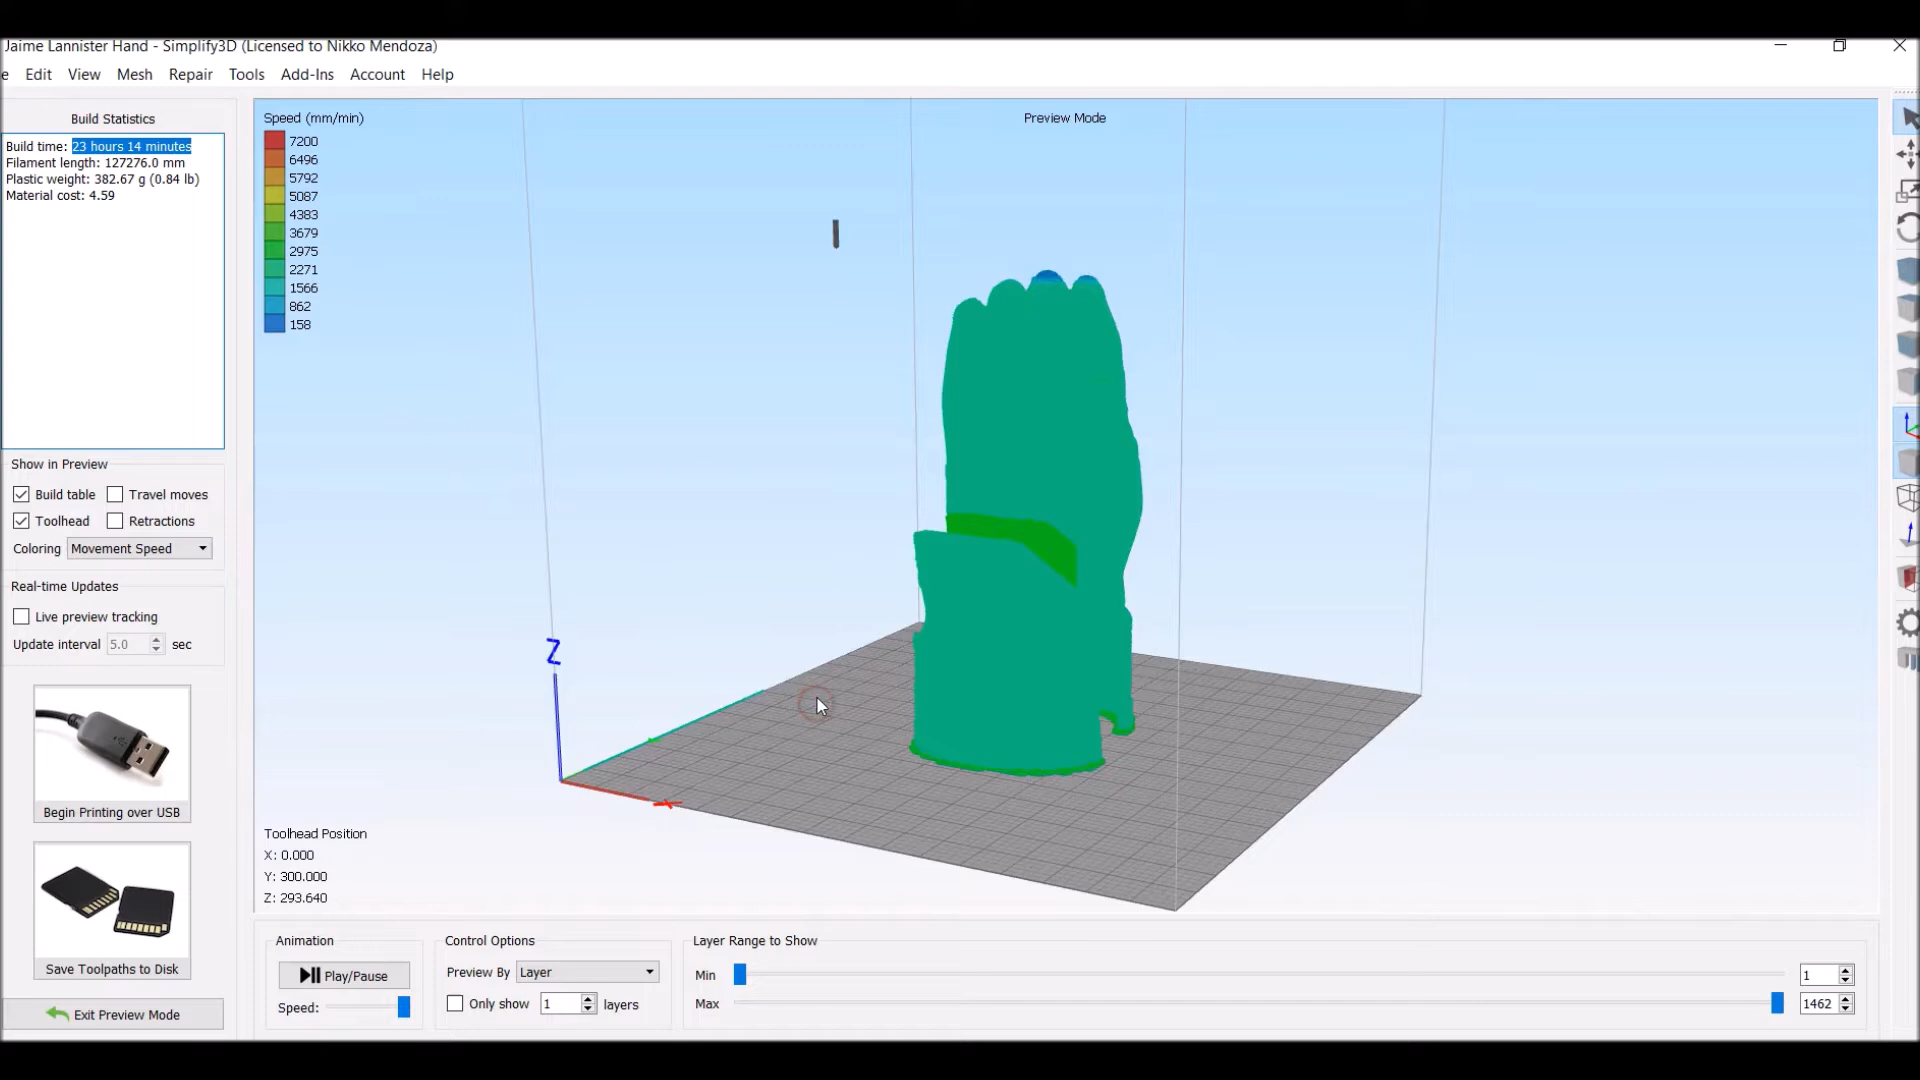 Jaime Lannister Hand - Simplify3D (Licensed to Nikko Mendoza)
e Edit View Mesh Repair Tools Add-Ins Account Help
Build Statistics
Build time: 23 hours 14 minutes
Filament length: 127276.0 mm
Plastic weight: 382.67 g (0.84 lb)
Material cost: 4.59
Show in Preview
Build table Travel moves
Toolhead Retractions
Coloring Movement Speed
Real-time Updates
Live preview tracking
Update interval 5.0 sec
Begin Printing over USB
Save Toolpaths to Disk
Exit Preview Mode
Speed (mm/min)
7200
6496
5792
5087
4383
3679
2975
2271
1566
862
158
Preview Mode
Z
Toolhead Position
X: 0.000
Y: 300.000
Z: 293.640
Animation
Play/Pause
Speed:
Control Options
Preview By Layer
Only show 1 layers
Layer Range to Show
Min 1
Max 1462